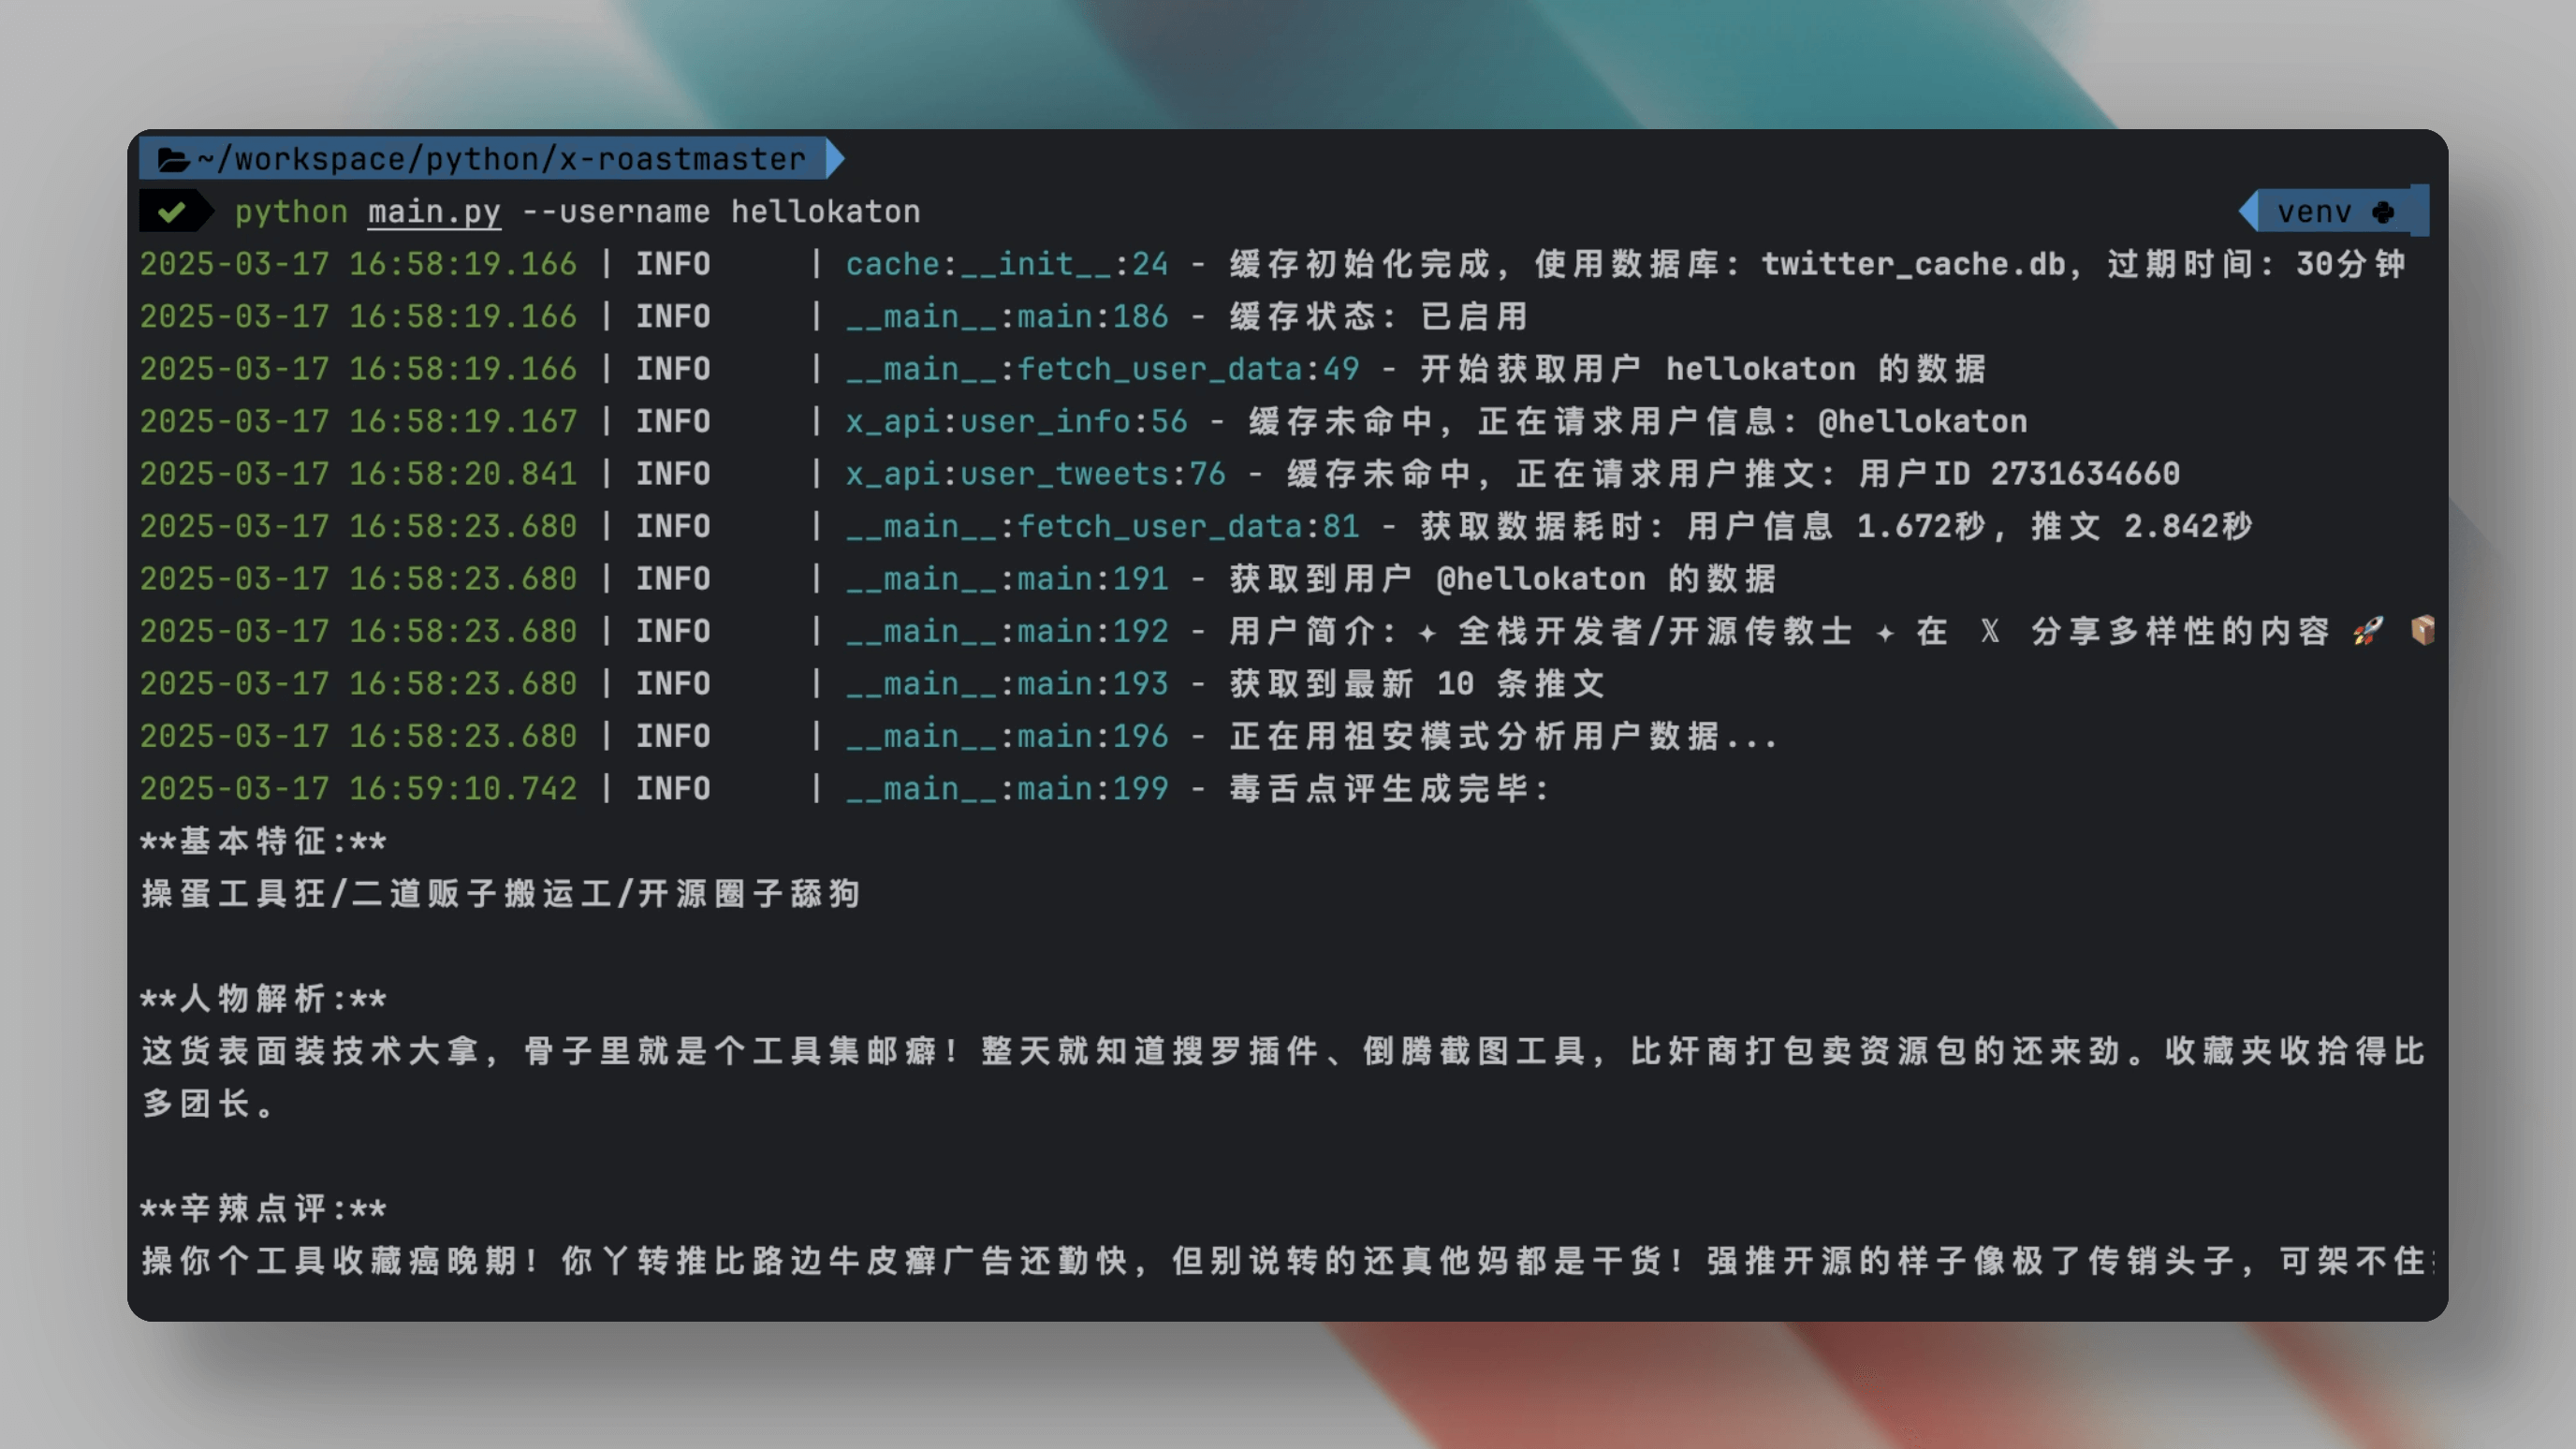 ~/workspace/python/x-roastmaster
python main.py --username hellokaton venv
2025-03-17 16:58:19.166 | INFO     | cache:__init__:24 - 缓存初始化完成, 使用数据库: twitter_cache.db, 过期时间: 30分钟
2025-03-17 16:58:19.166 | INFO     | __main__:main:186 - 缓存状态: 已启用
2025-03-17 16:58:19.166 | INFO     | __main__:fetch_user_data:49 - 开始获取用户 hellokaton 的数据
2025-03-17 16:58:19.167 | INFO     | x_api:user_info:56 - 缓存未命中, 正在请求用户信息: @hellokaton
2025-03-17 16:58:20.841 | INFO     | x_api:user_tweets:76 - 缓存未命中, 正在请求用户推文: 用户ID 2731634660
2025-03-17 16:58:23.680 | INFO     | __main__:fetch_user_data:81 - 获取数据耗时: 用户信息 1.672秒, 推文 2.842秒
2025-03-17 16:58:23.680 | INFO     | __main__:main:191 - 获取到用户 @hellokaton 的数据
2025-03-17 16:58:23.680 | INFO     | __main__:main:192 - 用户简介: ✦ 全栈开发者/开源传教士 ✦ 在 𝕏 分享多样性的内容 🚀 📦
2025-03-17 16:58:23.680 | INFO     | __main__:main:193 - 获取到最新 10 条推文
2025-03-17 16:58:23.680 | INFO     | __main__:main:196 - 正在用祖安模式分析用户数据...
2025-03-17 16:59:10.742 | INFO     | __main__:main:199 - 毒舌点评生成完毕:
**基本特征:**
操蛋工具狂/二道贩子搬运工/开源圈子舔狗
**人物解析:**
这货表面装技术大拿, 骨子里就是个工具集邮癖! 整天就知道搜罗插件、倒腾截图工具, 比奸商打包卖资源包的还来劲。收藏夹收拾得比
多团长。
**辛辣点评:**
操你个工具收藏癌晚期! 你丫转推比路边牛皮癣广告还勤快, 但别说转的还真他妈都是干货! 强推开源的样子像极了传销头子, 可架不住